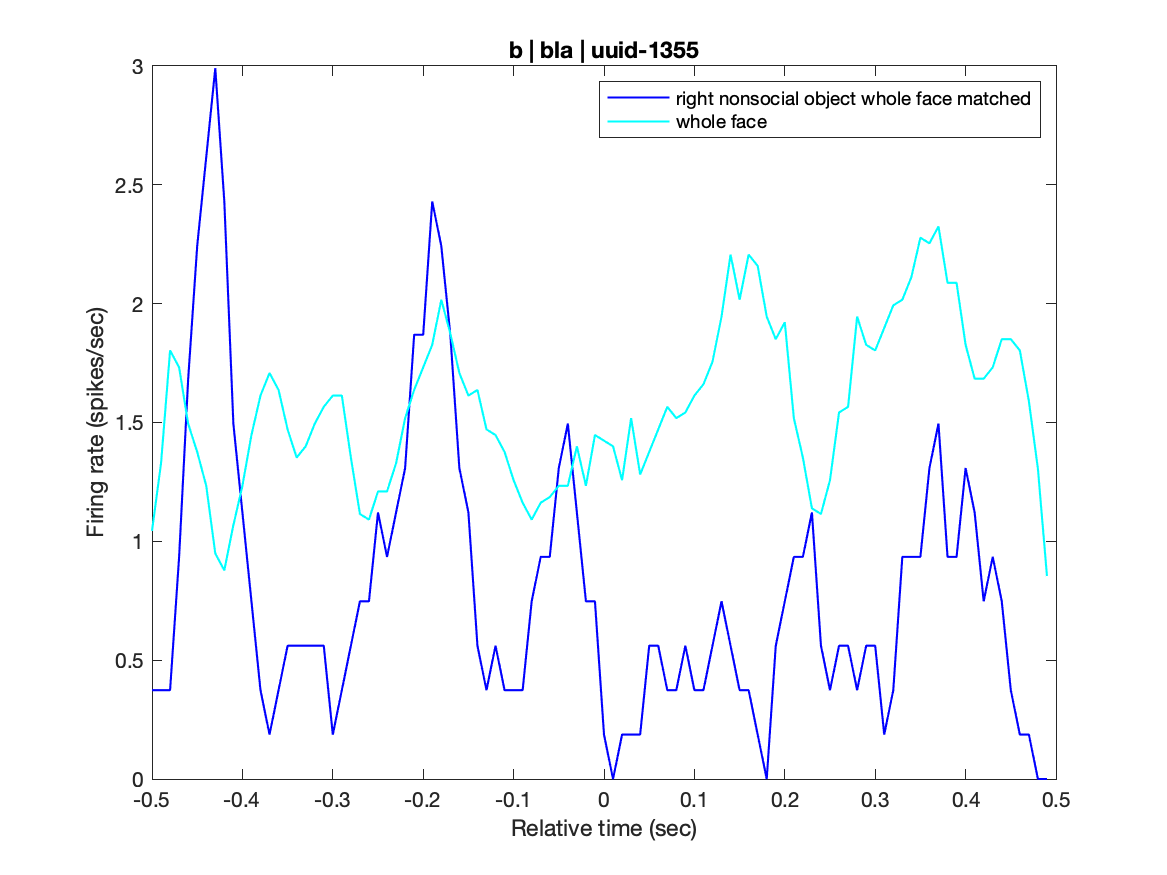 b | bla | uuid-1355
right nonsocial object whole face matched
whole face
Firing rate (spikes/sec)
3
2.5
2
1.5
1
0.5
0
-0.5 -0.4 -0.3 -0.2 -0.1 0 0.1 0.2 0.3 0.4 0.5
Relative time (sec)